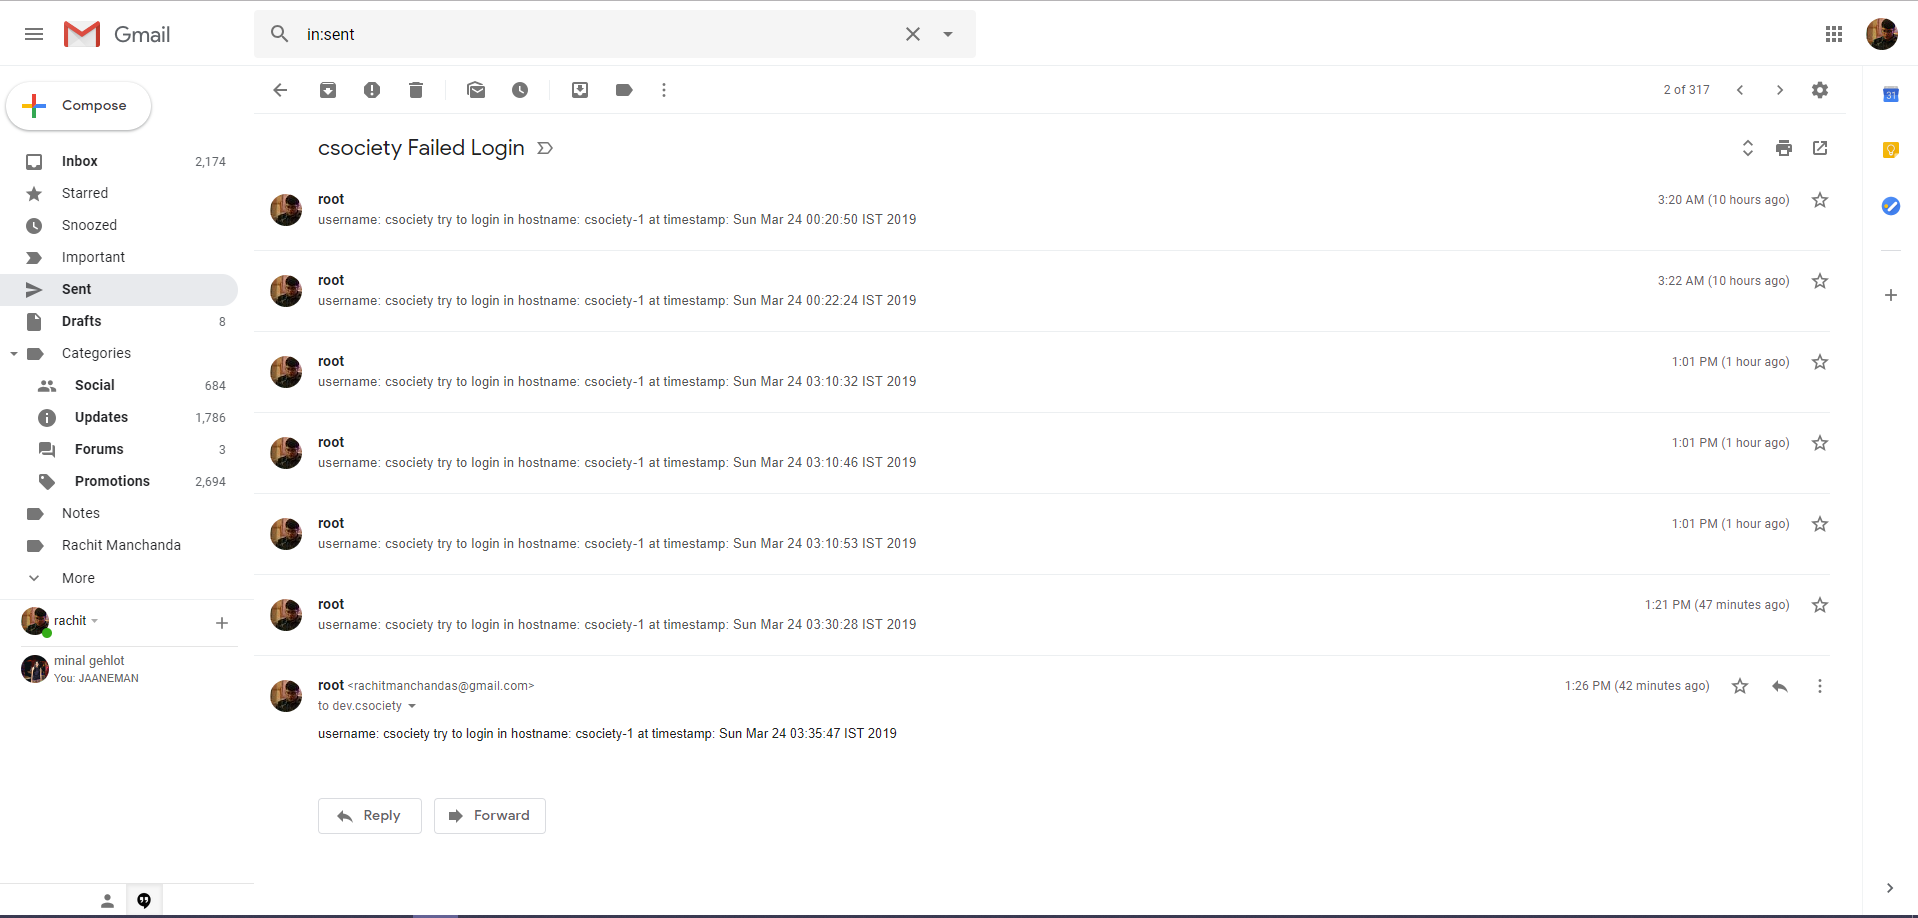 Gmail
in:sent
Compose
2 of 317
csociety Failed Login
Inbox 2,174
Starred
Snoozed
Important
Sent
Drafts 8
Categories
Social 684
Updates 1,786
Forums 3
Promotions 2,694
Notes
Rachit Manchanda
More
rachit
minal gehlot
You: JAANEMAN
root 3:20 AM (10 hours ago)
username: csociety try to login in hostname: csociety-1 at timestamp: Sun Mar 24 00:20:50 IST 2019
root 3:22 AM (10 hours ago)
username: csociety try to login in hostname: csociety-1 at timestamp: Sun Mar 24 00:22:24 IST 2019
root 1:01 PM (1 hour ago)
username: csociety try to login in hostname: csociety-1 at timestamp: Sun Mar 24 03:10:32 IST 2019
root 1:01 PM (1 hour ago)
username: csociety try to login in hostname: csociety-1 at timestamp: Sun Mar 24 03:10:46 IST 2019
root 1:01 PM (1 hour ago)
username: csociety try to login in hostname: csociety-1 at timestamp: Sun Mar 24 03:10:53 IST 2019
root 1:21 PM (47 minutes ago)
username: csociety try to login in hostname: csociety-1 at timestamp: Sun Mar 24 03:30:28 IST 2019
root <rachitmanchandas@gmail.com> 1:26 PM (42 minutes ago)
to dev.csociety
username: csociety try to login in hostname: csociety-1 at timestamp: Sun Mar 24 03:35:47 IST 2019
Reply
Forward
31